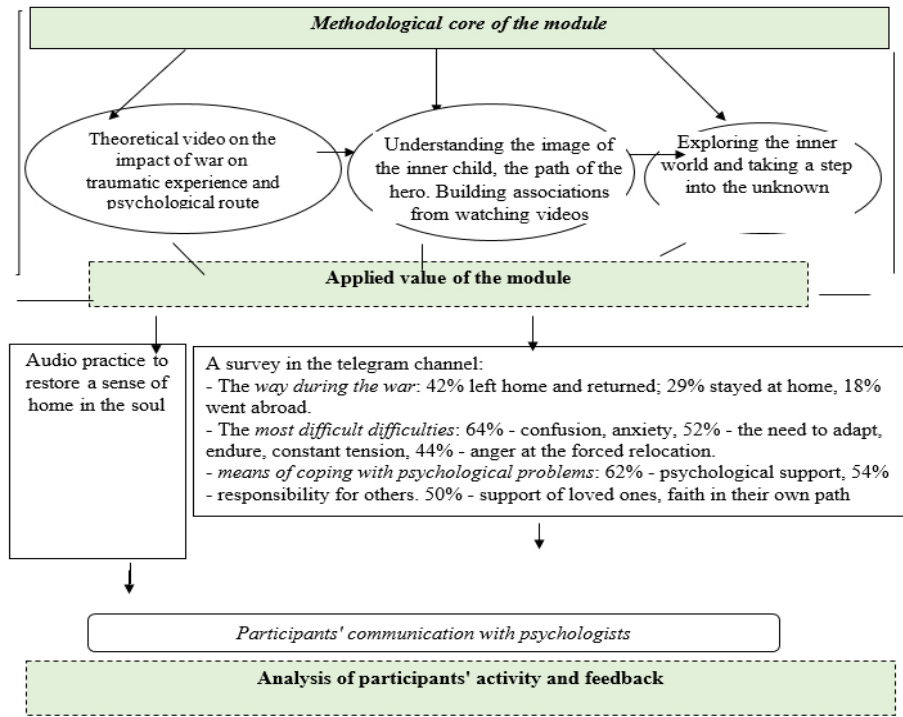 Methodological core of the module
Theoretical video on the
impact of war on
traumatic experience and
psychological route
Understanding the image of
the inner child, the path of the
hero. Building associations
from watching videos
Exploring the inner
world and taking a step
into the unknown
Applied value of the module
Audio practice to
restore a sense of
home in the soul
A survey in the telegram channel:
- The way during the war: 42% left home and returned; 29% stayed at home, 18%
went abroad.
- The most difficult difficulties: 64% - confusion, anxiety, 52% - the need to adapt,
endure, constant tension, 44% - anger at the forced relocation.
- means of coping with psychological problems: 62% - psychological support, 54%
- responsibility for others. 50% - support of loved ones, faith in their own path
Participants' communication with psychologists
Analysis of participants' activity and feedback